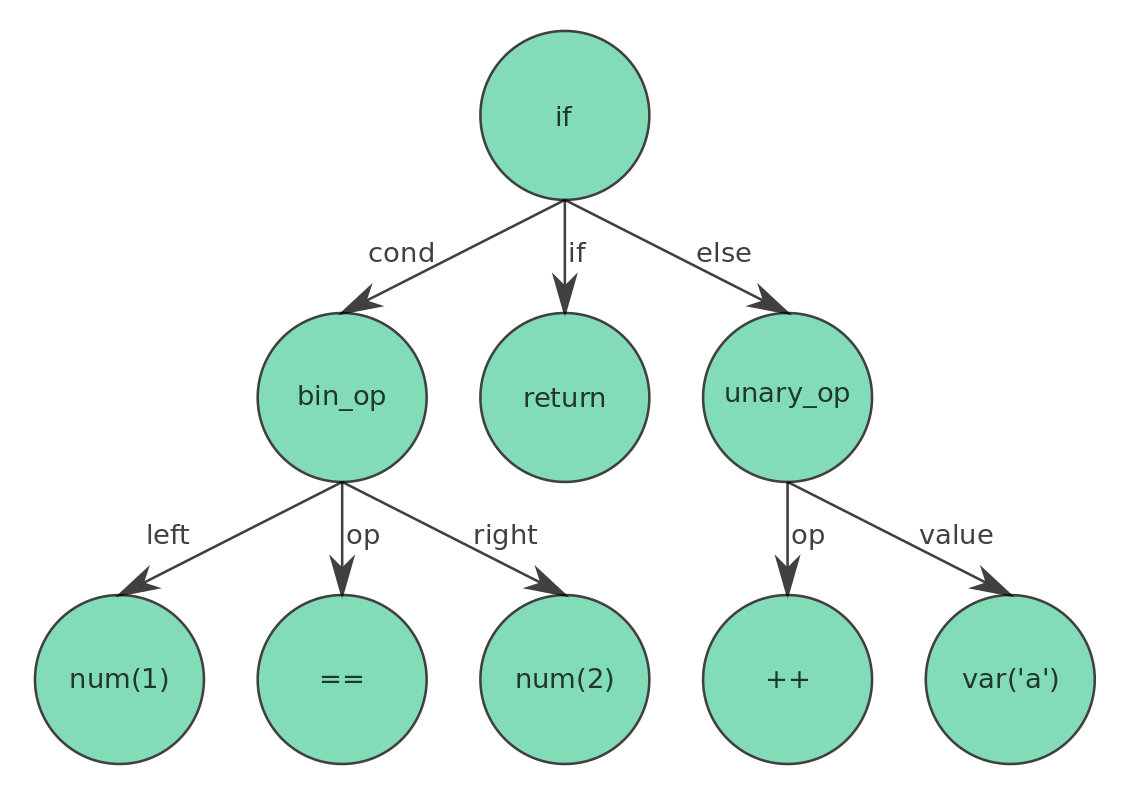 if
cond
if
else
bin_op
return
unary_op
left
op
right
op
value
num(1)
==
num(2)
++
var('a')